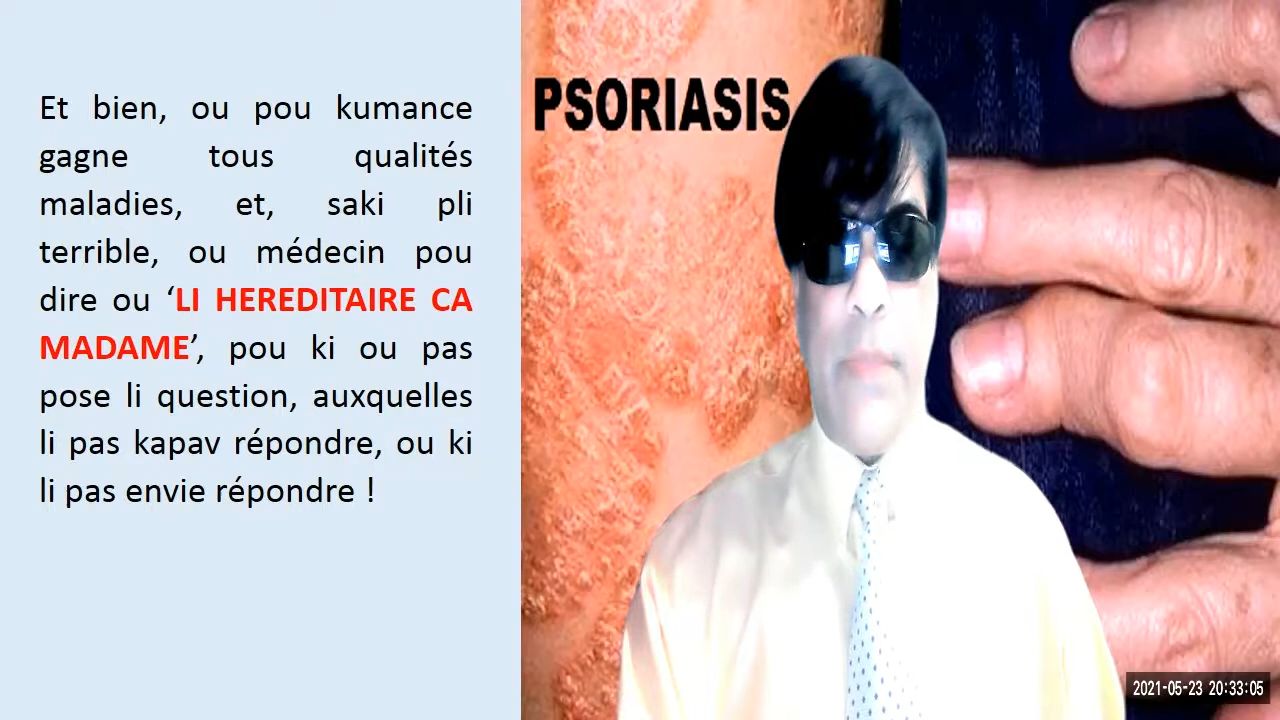 Et bien, ou pou kumance
gagne tous qualités
maladies, et, saki pli
terrible, ou médecin pou
dire ou ‘LI HEREDITAIRE CA
MADAME’, pou ki ou pas
pose li question, auxquelles
li pas kapav répondre, ou ki
li pas envie répondre !
PSORIASIS
2021-05-23 20:33:05